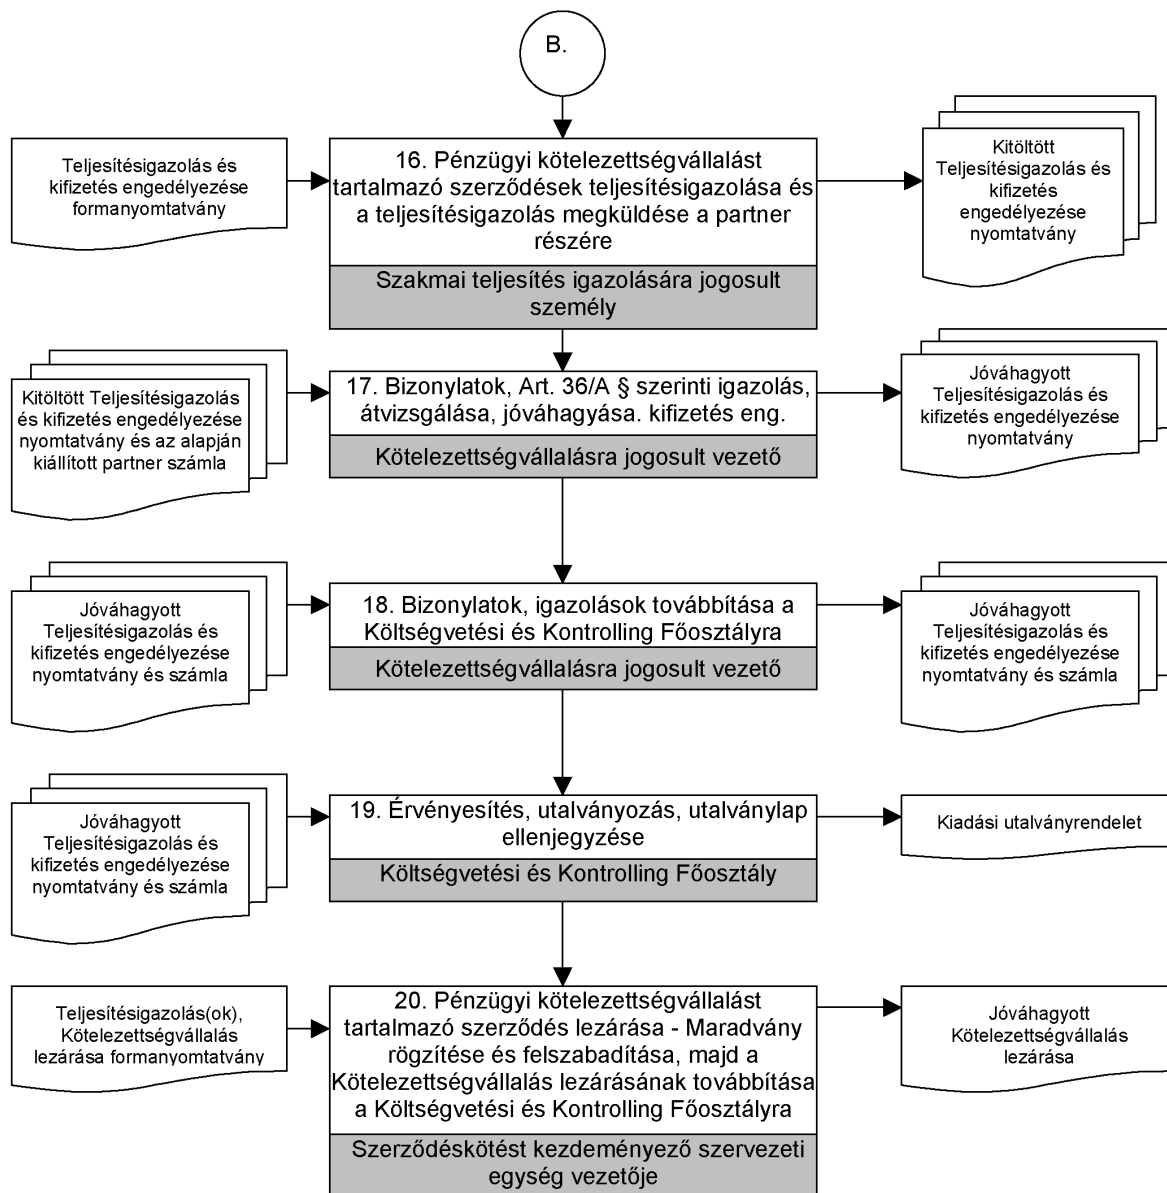 B.
Teljesítésigazolás és
kifizetés engedélyezése
formanyomtatvány
16. Pénzügyi kötelezettségvállalást
tartalmazó szerződések teljesítésigazolása és
a teljesítésigazolás megküldése a partner
részére
Szakmai teljesítés igazolására jogosult
személy
Kitöltött
Teljesítésigazolás és
kifizetés
engedélyezése
nyomtatvány
Kitöltött Teljesítésigazolás
és kifizetés engedélyezése
nyomtatvány és az alapján
kiállított partner számla
17. Bizonylatok, Art. 36/A § szerinti igazolás,
átvizsgálása, jóváhagyása. kifizetés eng.
Kötelezettségvállalásra jogosult vezető
Jóváhagyott
Teljesítésigazolás és
kifizetés engedélyezése
nyomtatvány
Jóváhagyott
Teljesítésigazolás és
kifizetés engedélyezése
nyomtatvány és számla
18. Bizonylatok, igazolások továbbítása a
Költségvetési és Kontrolling Főosztályra
Kötelezettségvállalásra jogosult vezető
Jóváhagyott
Teljesítésigazolás és
kifizetés engedélyezése
nyomtatvány és számla
Jóváhagyott
Teljesítésigazolás és
kifizetés engedélyezése
nyomtatvány és számla
19. Érvényesítés, utalványozás, utalványlap
ellenjegyzése
Költségvetési és Kontrolling Főosztály
Kiadási utalványrendelet
Teljesítésigazolás(ok),
Kötelezettségvállalás
lezárása formanyomtatvány
20. Pénzügyi kötelezettségvállalást
tartalmazó szerződés lezárása - Maradvány
rögzítése és felszabadítása, majd a
Kötelezettségvállalás lezárásának továbbítása
a Költségvetési és Kontrolling Főosztályra
Szerződéskötést kezdeményező szervezeti
egység vezetője
Jóváhagyott
Kötelezettségvállalás
lezárása